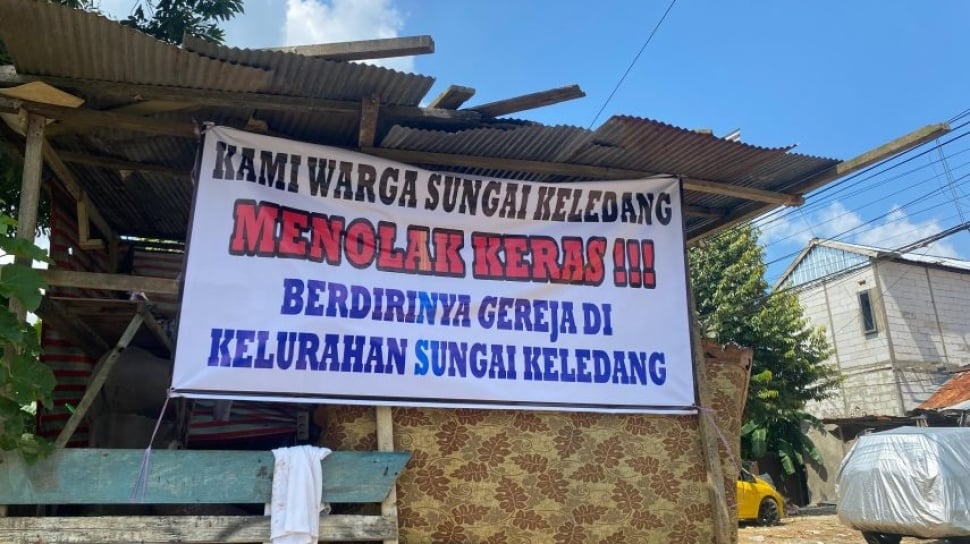 KAMI WARGA SUNGAI KELEDANG
MENOLAK KERAS !!!
BERDIRINYA GEREJA DI
KELURAHAN SUNGAI KELEDANG